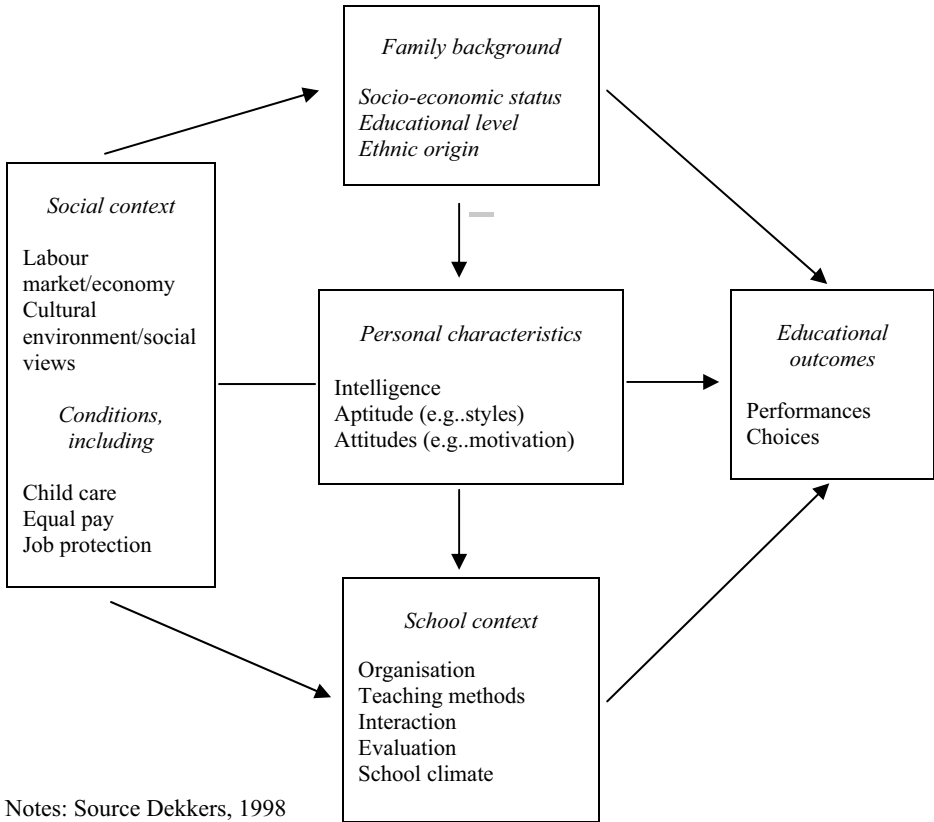 Family background
Socio-economic status
Educational level
Ethnic origin
Social context
Labour
market/economy
Cultural
environment/social
views
Conditions,
including
Child care
Equal pay
Job protection
Personal characteristics
Intelligence
Aptitude (e.g..styles)
Attitudes (e.g..motivation)
Educational
outcomes
Performances
Choices
School context
Organisation
Teaching methods
Interaction
Evaluation
School climate
Notes: Source Dekkers, 1998